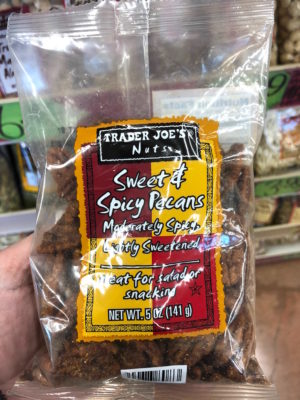 TRADER JOE'S
Nuts
Sweet &
Spicy Pecans
Moderately Spicy,
Lightly Sweetened
Great for salad or
snacking
NET WT. 5 OZ (141 g)